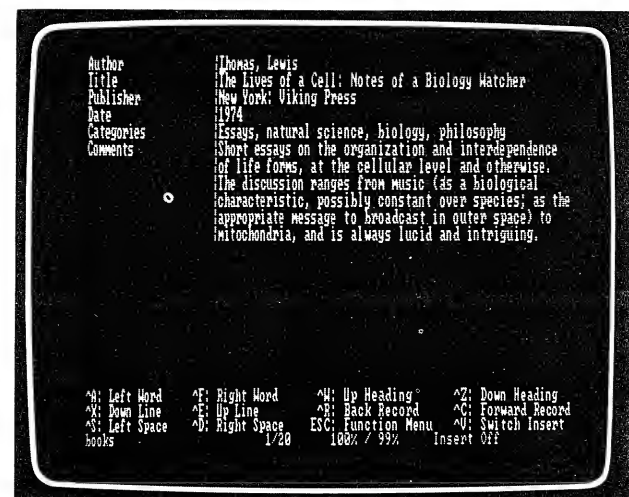 Author ¦Thomas, Lewis
Title ¦The Lives of a Cell: Notes of a Biology Watcher
Publisher ¦New York: Viking Press
Date ¦1974
Categories ¦Essays, natural science, biology, philosophy
Comments ¦Short essays on the organization and interdependence
¦of life forms, at the cellular level and otherwise.
¦The discussion ranges from music (as a biological
¦characteristic, possibly constant over species; as the
¦appropriate message to broadcast in outer space) to
¦mitochondria, and is always lucid and intriguing.
^A: Left Word ^F: Right Word ^W: Up Heading ^Z: Down Heading
^X: Down Line ^E: Up Line ^R: Back Record ^C: Forward Record
^S: Left Space ^D: Right Space ESC: Function Menu ^V: Switch Insert
books 1/20 100% / 99% Insert Off